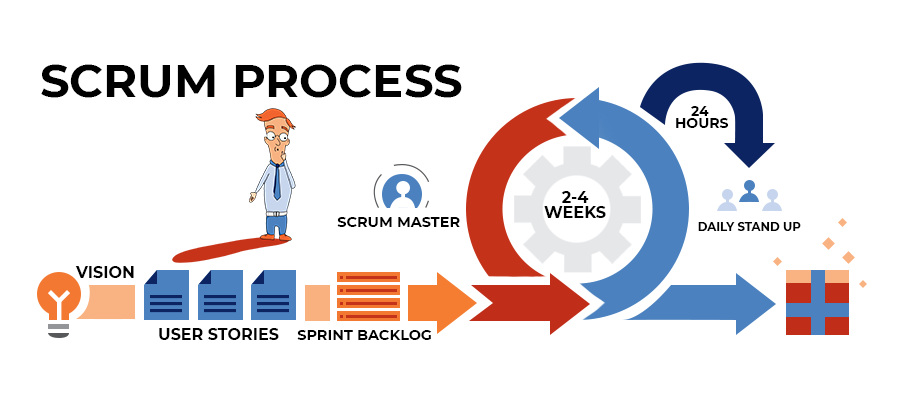 SCRUM PROCESS
24
HOURS
2-4
WEEKS
SCRUM MASTER
DAILY STAND UP
VISION
USER STORIES
SPRINT BACKLOG